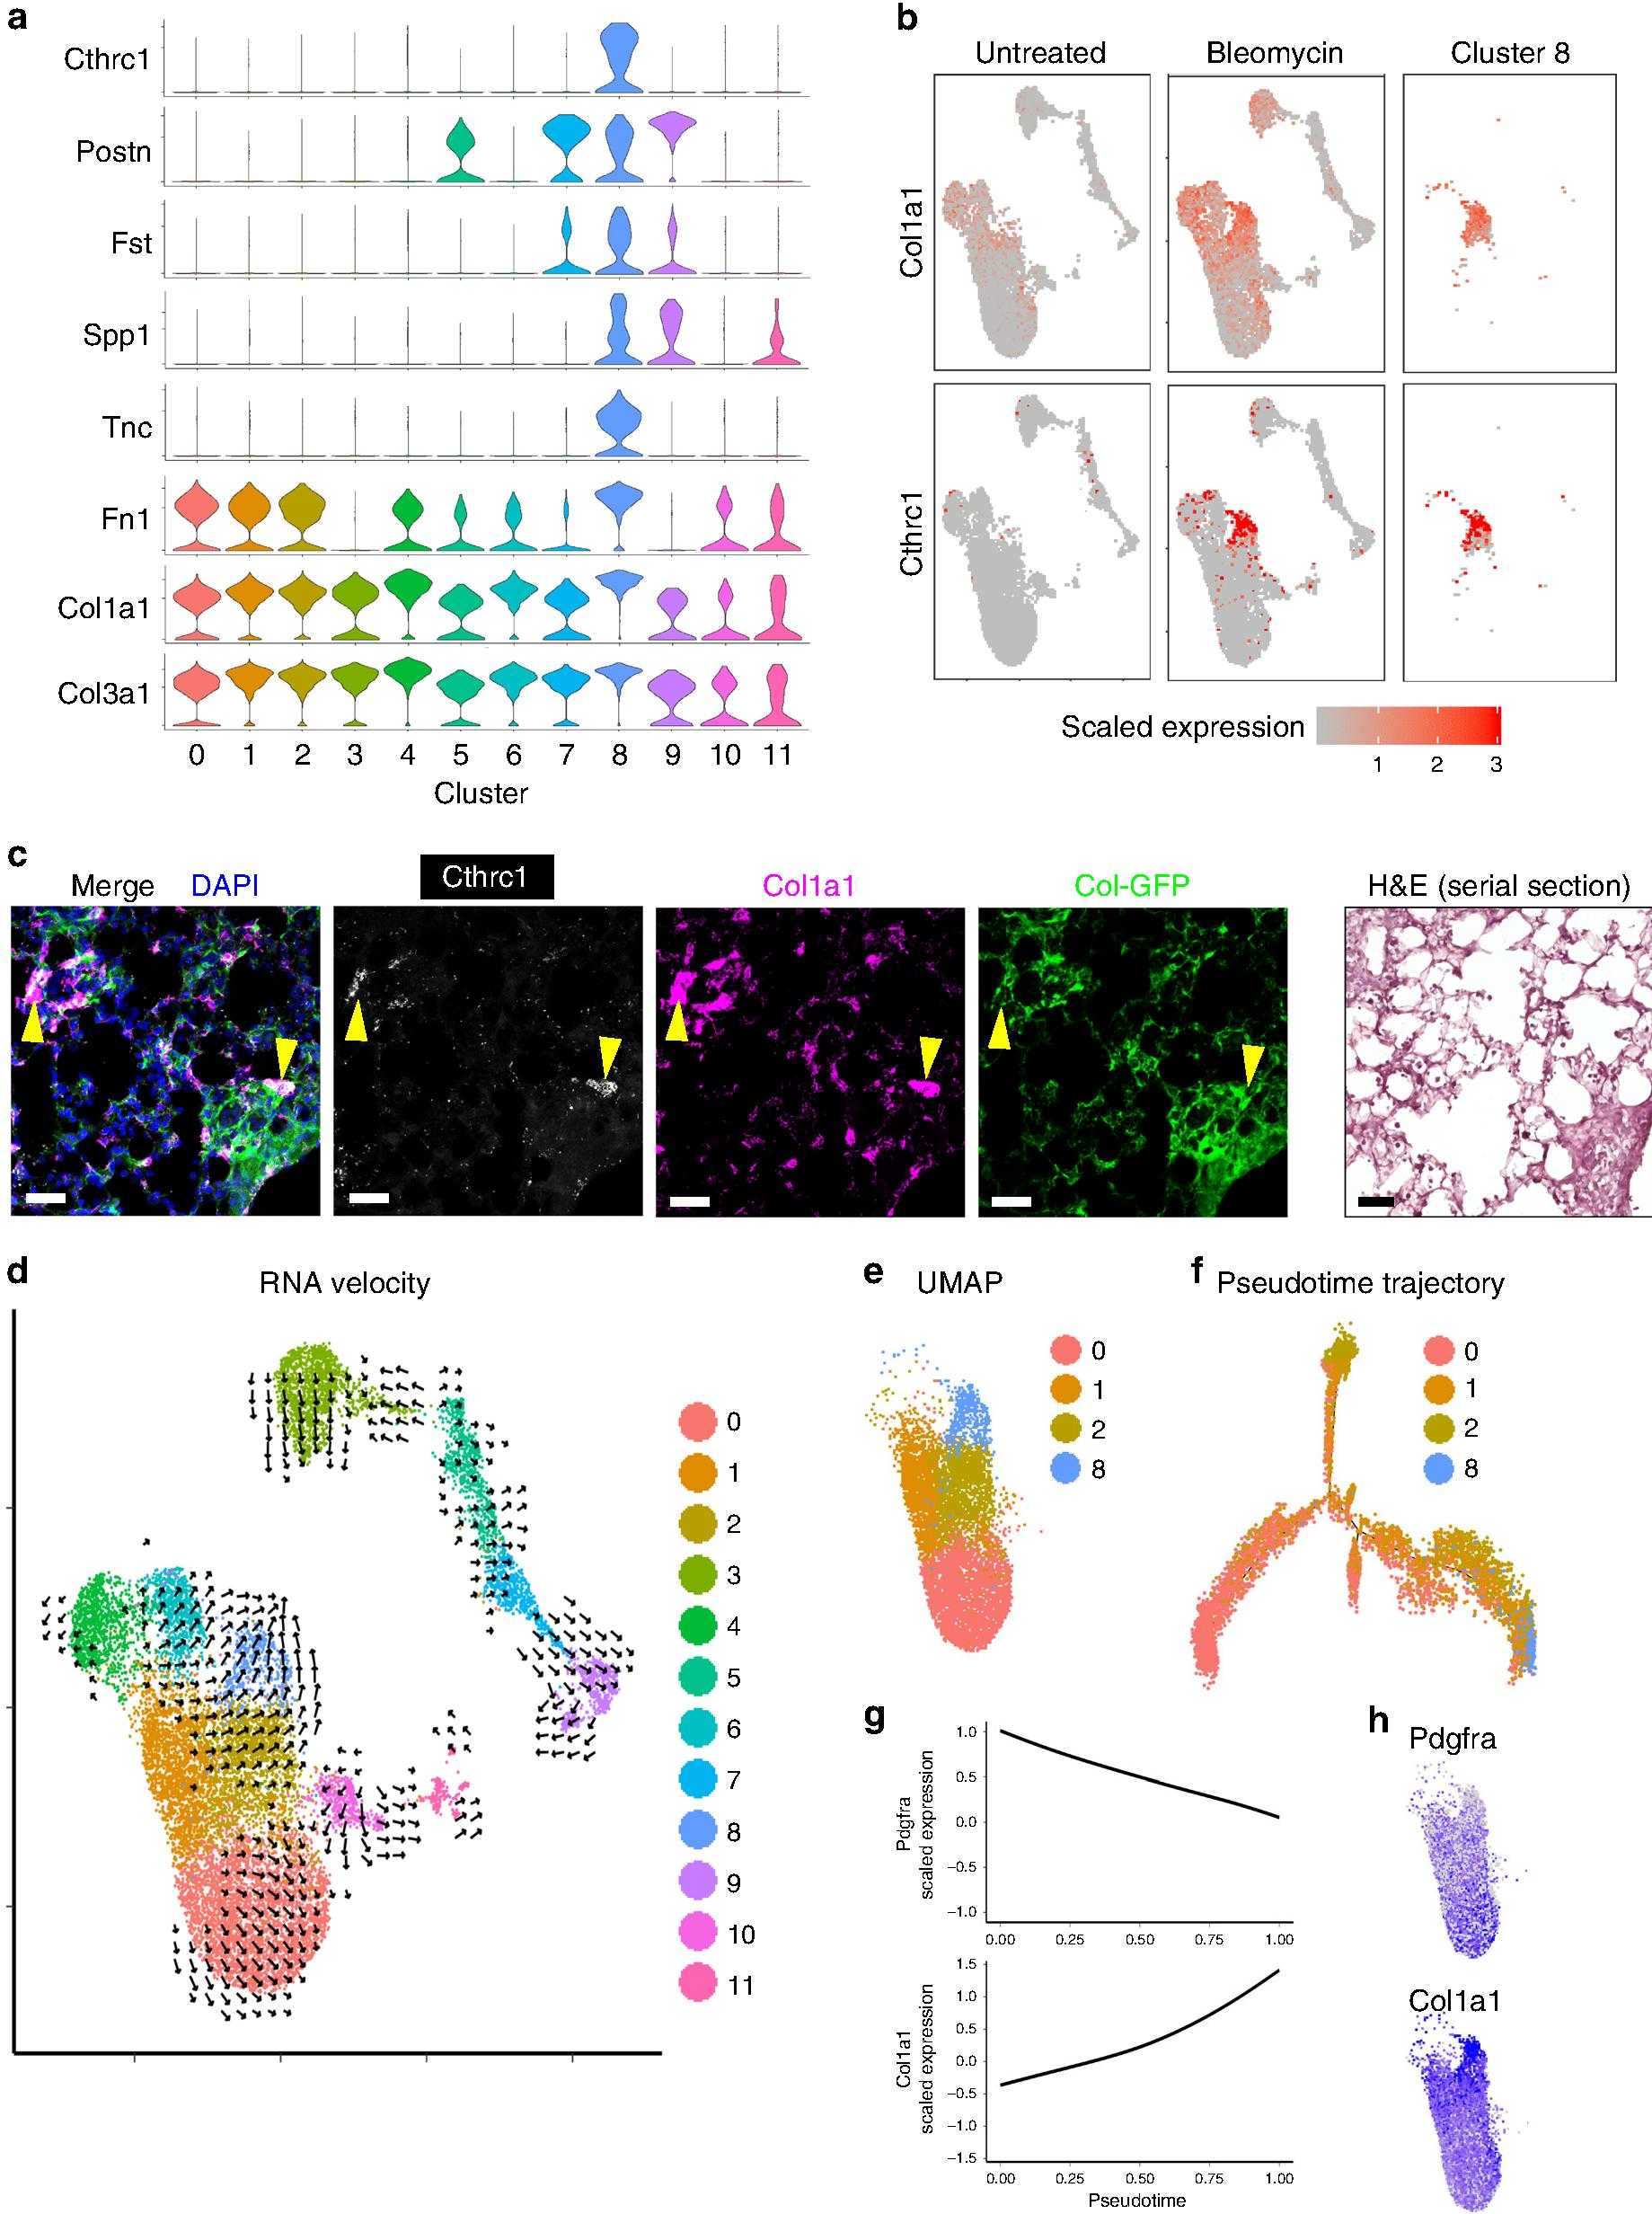 a
Cthrc1
Postn
Fst
Spp1
Tnc
Fn1
Col1a1
Col3a1
0 1 2 3 4 5 6 7 8 9 10 11
Cluster
b
Untreated Bleomycin Cluster 8
Col1a1
Cthrc1
Scaled expression
1 2 3
c
Merge DAPI Cthrc1 Col1a1 Col-GFP H&E (serial section)
d
RNA velocity
0
1
2
3
4
5
6
7
8
9
10
11
e
UMAP
0
1
2
8
f
Pseudotime trajectory
0
1
2
8
g
Pdgfra
scaled expression
1.0
0.5
0.0
−0.5
−1.0
0.00 0.25 0.50 0.75 1.00
Col1a1
scaled expression
1.5
1.0
0.5
0.0
−0.5
−1.0
−1.5
0.00 0.25 0.50 0.75 1.00
Pseudotime
h
Pdgfra
Col1a1